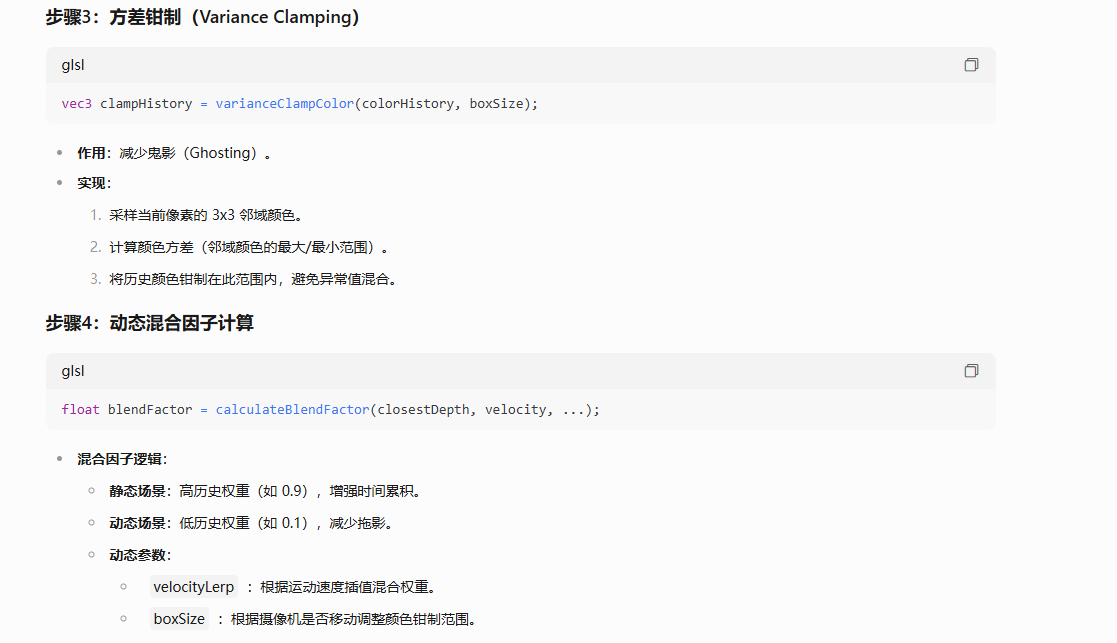 步骤3：方差钳制（Variance Clamping）
glsl
vec3 clampHistory = varianceClampColor(colorHistory, boxSize);
作用：减少鬼影（Ghosting）。
实现：
1. 采样当前像素的 3x3 邻域颜色。
2. 计算颜色方差（邻域颜色的最大/最小范围）。
3. 将历史颜色钳制在此范围内，避免异常值混合。
步骤4：动态混合因子计算
glsl
float blendFactor = calculateBlendFactor(closestDepth, velocity, ...);
混合因子逻辑：
静态场景：高历史权重（如 0.9），增强时间累积。
动态场景：低历史权重（如 0.1），减少拖影。
动态参数：
velocityLerp ：根据运动速度插值混合权重。
boxSize ：根据摄像机是否移动调整颜色钳制范围。